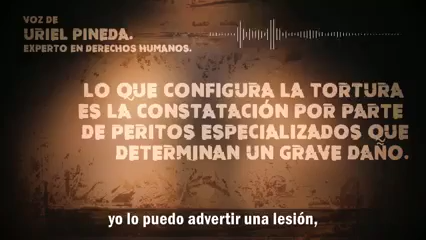 VOZ DE
URIEL PINEDA.
EXPERTO EN DERECHOS HUMANOS.
LO QUE CONFIGURA LA TORTURA
ES LA CONSTATACIÓN POR PARTE
DE PERITOS ESPECIALIZADOS QUE
DETERMINAN UN GRAVE DAÑO.
yo lo puedo advertir una lesión,